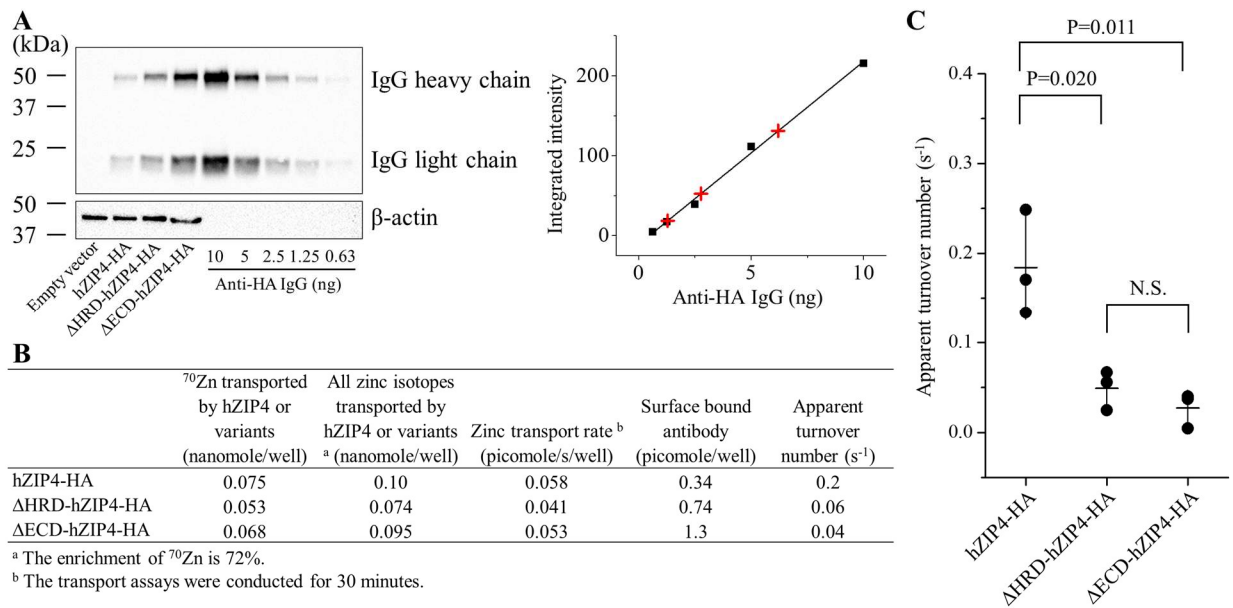 A
(kDa)
50
37
25
50
37
IgG heavy chain
IgG light chain
β-actin
Empty vector
hZIP4-HA
ΔHRD-hZIP4-HA
ΔECD-hZIP4-HA
10 5 2.5 1.25 0.63
Anti-HA IgG (ng)
Integrated intensity
200
100
0
0 5 10
Anti-HA IgG (ng)
B
⁷⁰Zn transported by hZIP4 or variants (nanomole/well)
All zinc isotopes transported by hZIP4 or variants ᵃ (nanomole/well)
Zinc transport rate ᵇ (picomole/s/well)
Surface bound antibody (picomole/well)
Apparent turnover number (s⁻¹)
hZIP4-HA 0.075 0.10 0.058 0.34 0.2
ΔHRD-hZIP4-HA 0.053 0.074 0.041 0.74 0.06
ΔECD-hZIP4-HA 0.068 0.095 0.053 1.3 0.04
ᵃ The enrichment of ⁷⁰Zn is 72%.
ᵇ The transport assays were conducted for 30 minutes.
C
P=0.011
P=0.020
N.S.
Apparent turnover number (s⁻¹)
0.4
0.3
0.2
0.1
0.0
hZIP4-HA
ΔHRD-hZIP4-HA
ΔECD-hZIP4-HA